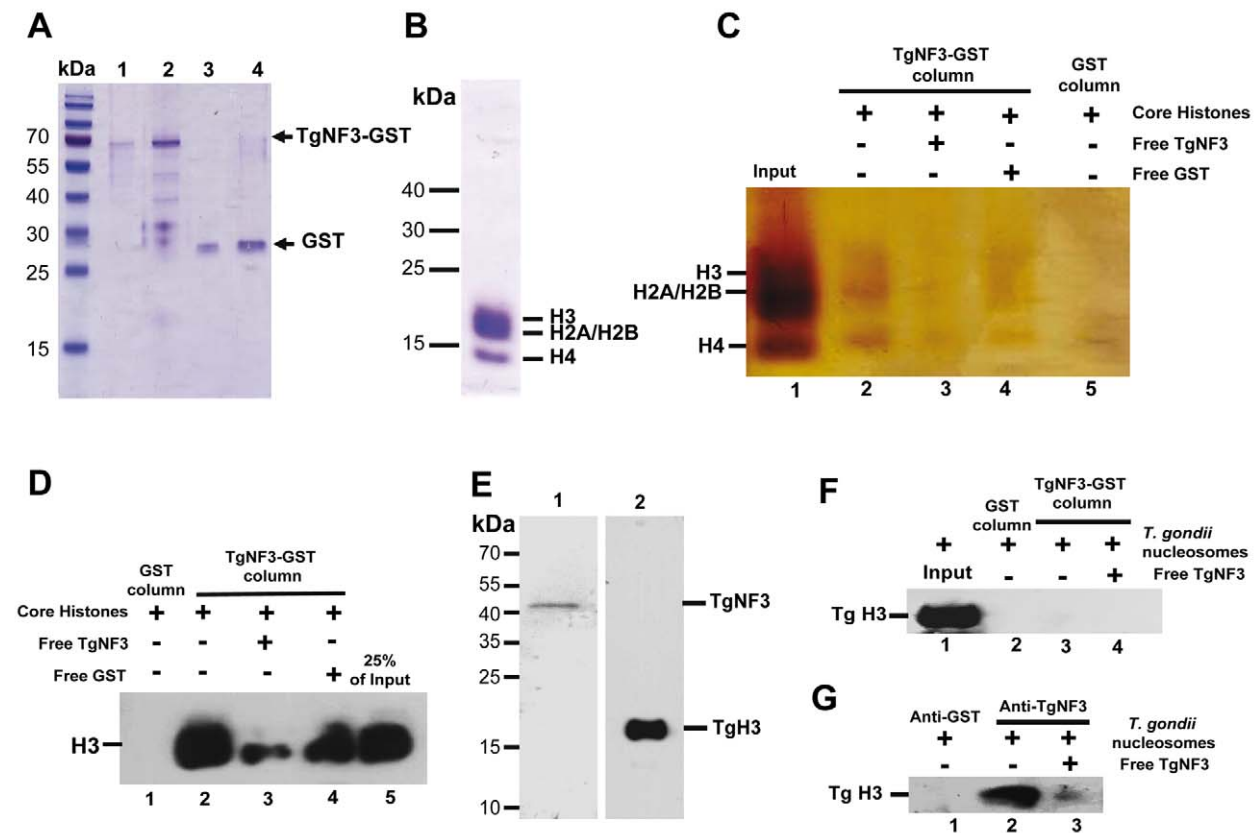 A
kDa 1 2 3 4
70
55
40
30
25
15
TgNF3-GST
GST
B
kDa
40
30
25
15
H3
H2A/H2B
H4
C
TgNF3-GST
column
GST
column
+ + + + Core Histones
- + - - Free TgNF3
Input - - + - Free GST
H3
H2A/H2B
H4
1 2 3 4 5
D
GST
column
TgNF3-GST
column
Core Histones + + + +
Free TgNF3 - - + -
Free GST - - - +
25%
of Input
H3
1 2 3 4 5
E
1 2
kDa
70
55
40
35
25
15
10
TgNF3
TgH3
F
GST
column
TgNF3-GST
column
+ + + + T. gondii
nucleosomes
Input - - + Free TgNF3
Tg H3
1 2 3 4
G
Anti-GST Anti-TgNF3
+ + + T. gondii
nucleosomes
- - + Free TgNF3
Tg H3
1 2 3